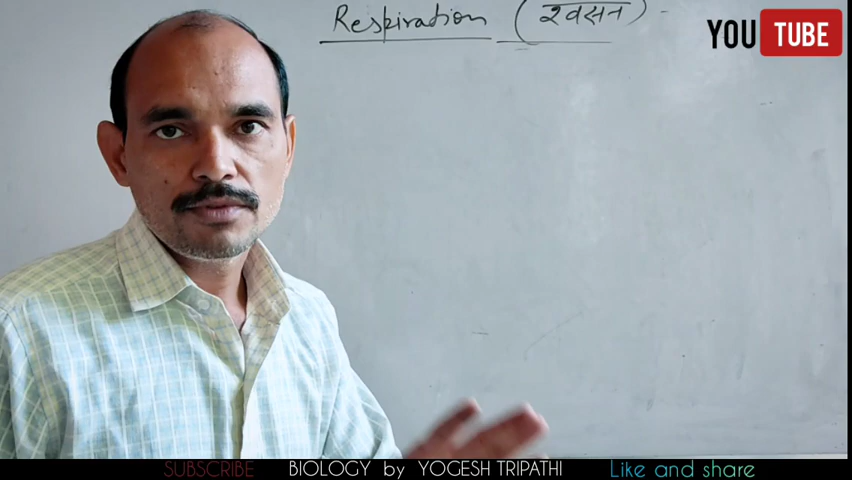 Respiration (श्वसन) -
YOU TUBE
SUBSCRIBE BIOLOGY by YOGESH TRIPATHI Like and share